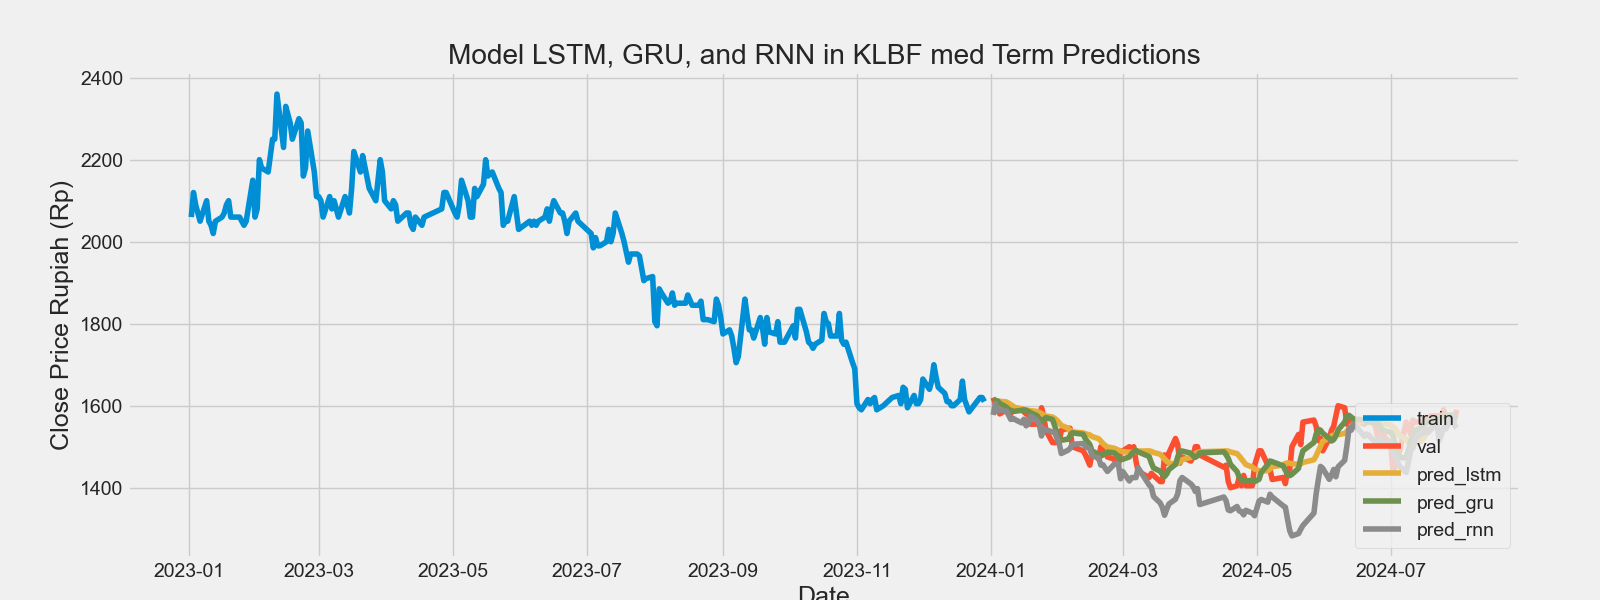 Model LSTM, GRU, and RNN in KLBF med Term Predictions
Close Price Rupiah (Rp)
2400
2200
2000
1800
1600
1400
train
val
pred_lstm
pred_gru
pred_rnn
2023-01 2023-03 2023-05 2023-07 2023-09 2023-11 2024-01 2024-03 2024-05 2024-07
Date